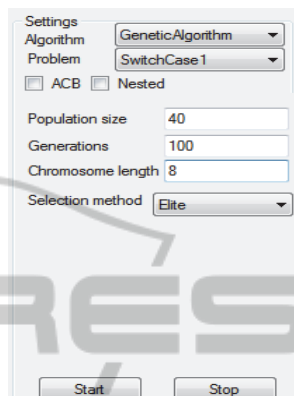 Settings
Algorithm GeneticAlgorithm
Problem SwitchCase1
ACB Nested
Population size 40
Generations 100
Chromosome length 8
Selection method Elite
RES
Start Stop